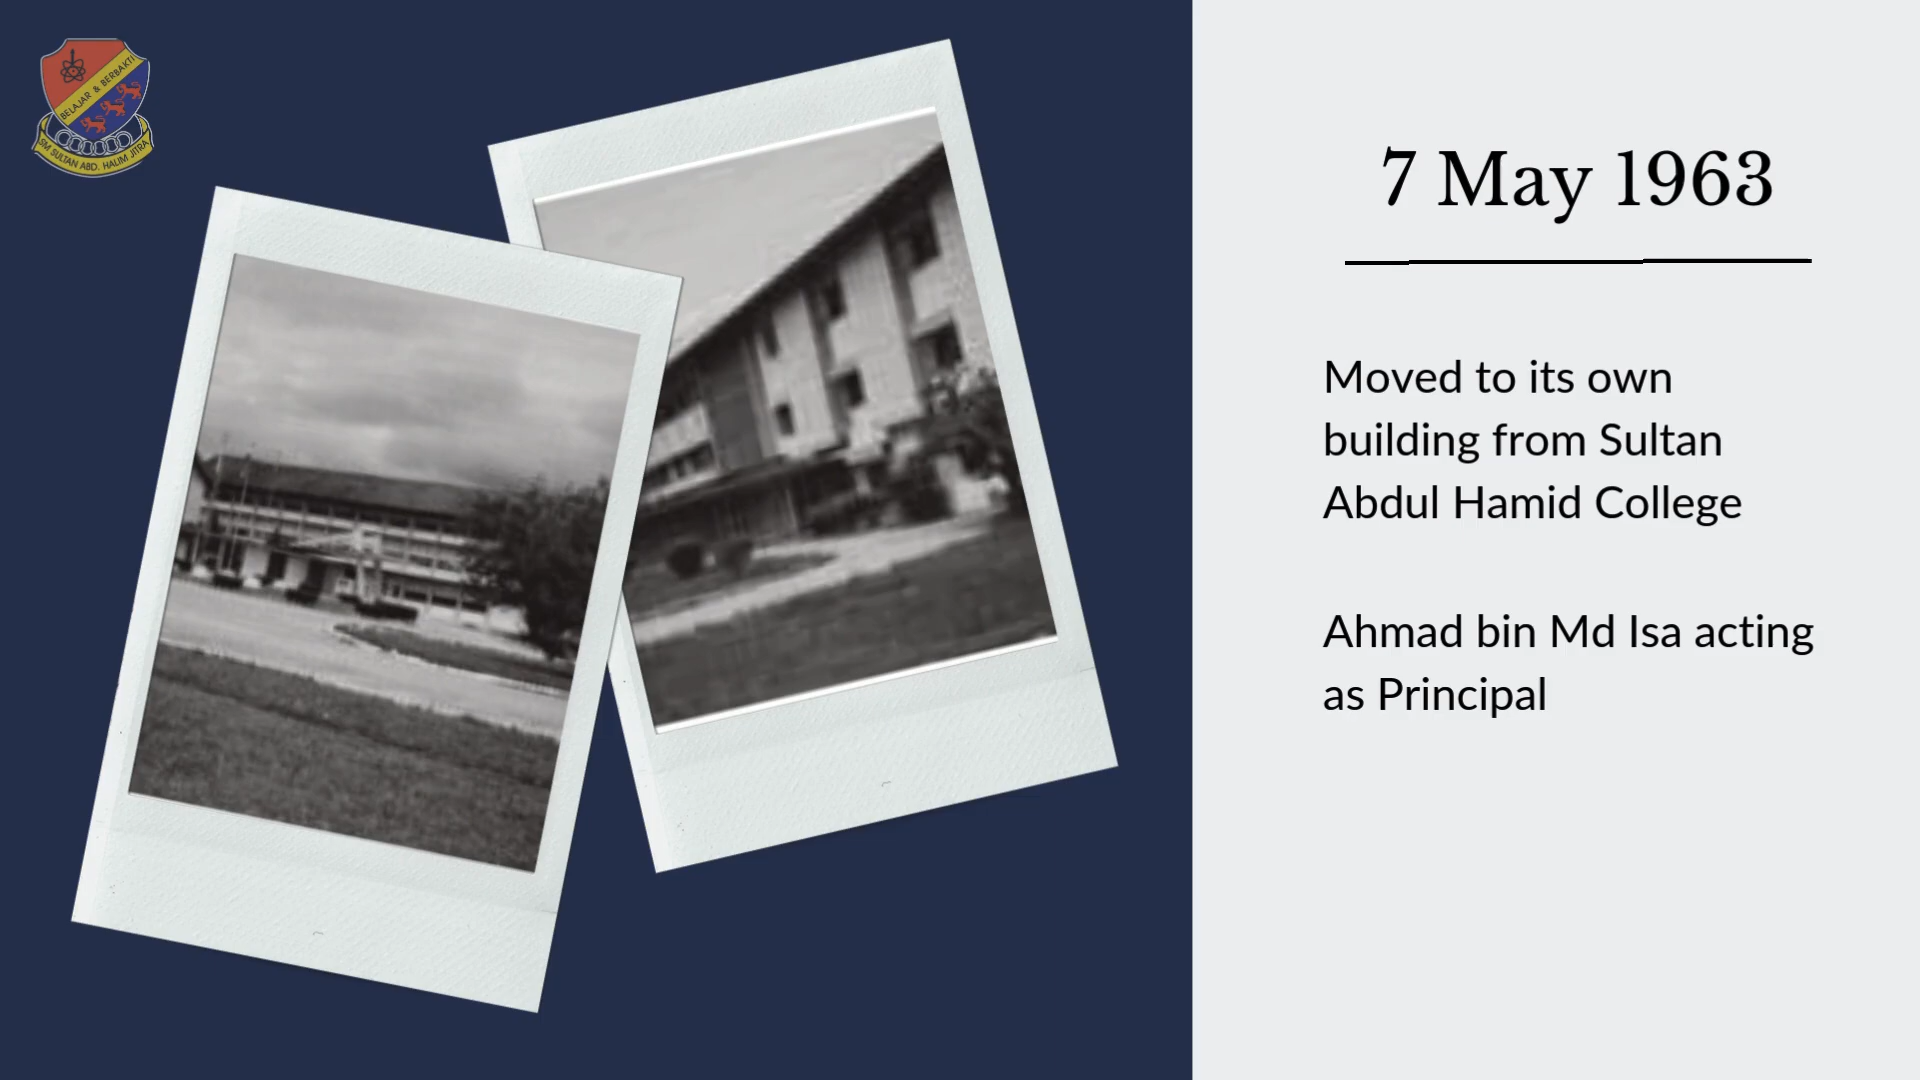 BELAJAR & BERBAKTI
SM SULTAN ABD. HALIM JITRA
7 May 1963
Moved to its own
building from Sultan
Abdul Hamid College
Ahmad bin Md Isa acting
as Principal